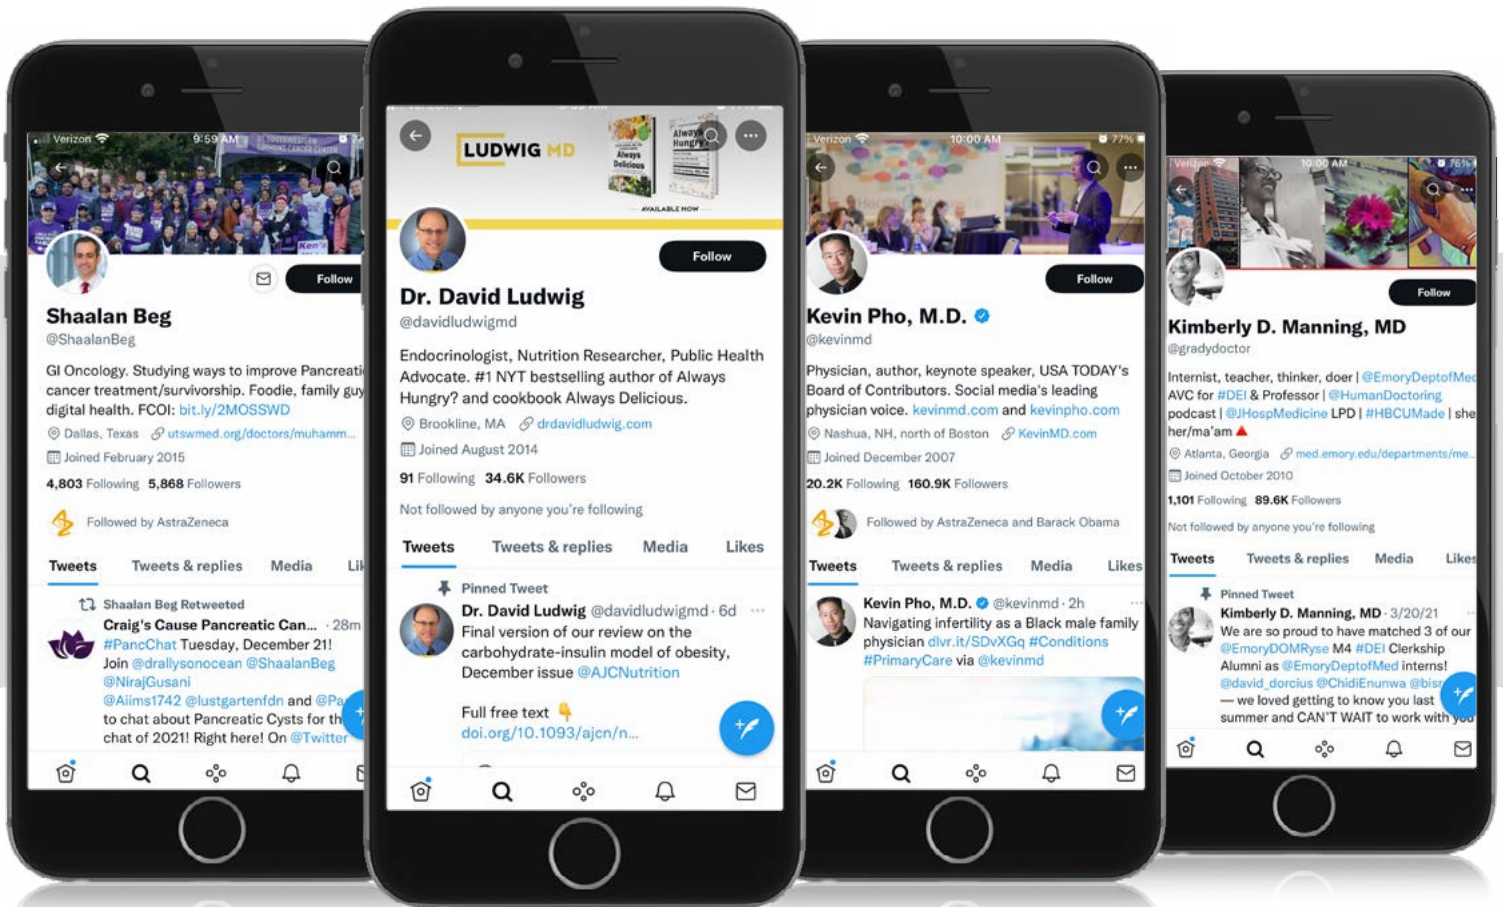 Verizon
9:59 AM
Ken's
Follow
Shaalan Beg
@ShaalanBeg
GI Oncology. Studying ways to improve Pancreati
cancer treatment/survivorship. Foodie, family guy
digital health. FCOI: bit.ly/2MOSSWD
Dallas, Texas utswmed.org/doctors/muhamm...
Joined February 2015
4,803 Following 5,868 Followers
Followed by AstraZeneca
Tweets Tweets & replies Media Lik
Shaalan Beg Retweeted
Craig's Cause Pancreatic Can... · 28m
#PancChat Tuesday, December 21!
Join @drallysonocean @ShaalanBeg
@NirajGusani
@Aiims1742 @lustgartenfdn and @Pa
to chat about Pancreatic Cysts for th
chat of 2021! Right here! On @Twitter
LUDWIG MD
Always
Delicious
Always
Hungry?
AVAILABLE NOW
Follow
Dr. David Ludwig
@davidludwigmd
Endocrinologist, Nutrition Researcher, Public Health
Advocate. #1 NYT bestselling author of Always
Hungry? and cookbook Always Delicious.
Brookline, MA drdavidludwig.com
Joined August 2014
91 Following 34.6K Followers
Not followed by anyone you're following
Tweets Tweets & replies Media Likes
Pinned Tweet
Dr. David Ludwig @davidludwigmd · 6d
Final version of our review on the
carbohydrate-insulin model of obesity,
December issue @AJCNutrition
Full free text 👇
doi.org/10.1093/ajcn/n...
Verizon
10:00 AM
77%
Follow
Kevin Pho, M.D.
@kevinmd
Physician, author, keynote speaker, USA TODAY's
Board of Contributors. Social media's leading
physician voice. kevinmd.com and kevinpho.com
Nashua, NH, north of Boston KevinMD.com
Joined December 2007
20.2K Following 160.9K Followers
Followed by AstraZeneca and Barack Obama
Tweets Tweets & replies Media Likes
Kevin Pho, M.D. @kevinmd · 2h
Navigating infertility as a Black male family
physician dlvr.it/SDvXGq #Conditions
#PrimaryCare via @kevinmd
Verizon
10:00 AM
76%
Follow
Kimberly D. Manning, MD
@gradydoctor
Internist, teacher, thinker, doer | @EmoryDeptofMed
AVC for #DEI & Professor | @HumanDoctoring
podcast | @JHospMedicine LPD | #HBCUMade | she
her/ma'am 🔺
Atlanta, Georgia med.emory.edu/departments/me...
Joined October 2010
1,101 Following 89.6K Followers
Not followed by anyone you're following
Tweets Tweets & replies Media Likes
Pinned Tweet
Kimberly D. Manning, MD · 3/20/21
We are so proud to have matched 3 of our
@EmoryDOMRyse M4 #DEI Clerkship
Alumni as @EmoryDeptofMed interns!
@david_dorcius @ChidiEnunwa @bisr
— we loved getting to know you last
summer and CAN'T WAIT to work with you